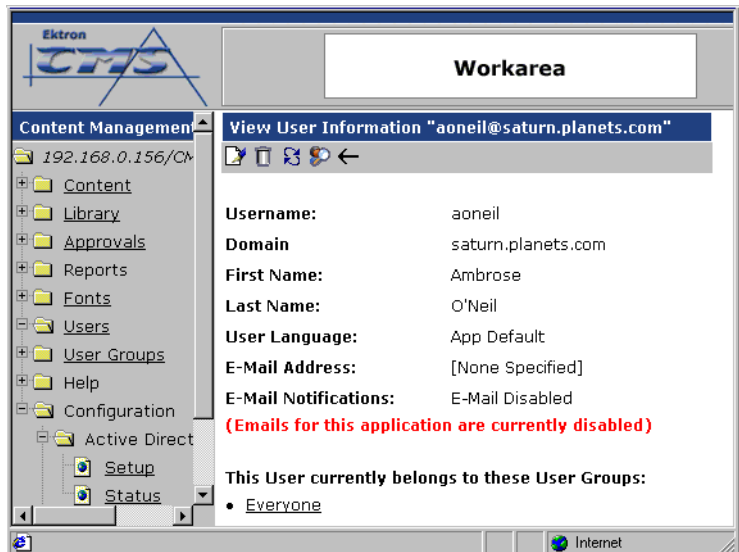 Ektron
CMS
Workarea
Content Management
192.168.0.156/CM
Content
Library
Approvals
Reports
Fonts
Users
User Groups
Help
Configuration
Active Direct
Setup
Status
View User Information "aoneil@saturn.planets.com"
Username: aoneil
Domain saturn.planets.com
First Name: Ambrose
Last Name: O'Neil
User Language: App Default
E-Mail Address: [None Specified]
E-Mail Notifications: E-Mail Disabled
(Emails for this application are currently disabled)
This User currently belongs to these User Groups:
• Everyone
Internet